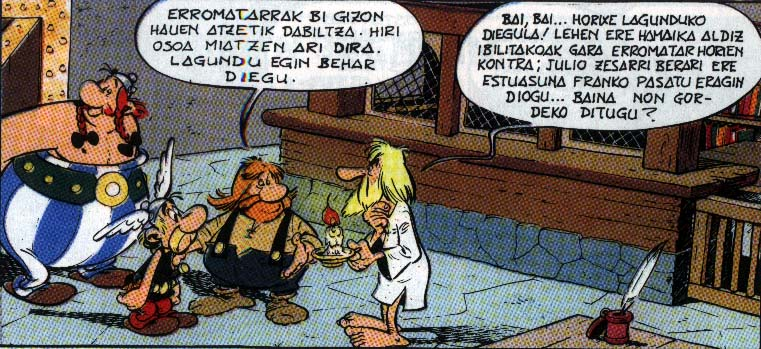 ERROMATARRAK BI GIZON
HAUEN ATZETIK DABILTZA. HIRI
OSOA MIATZEN ARI DIRA.
LAGUNDU EGIN BEHAR
DIEGU.
BAI, BAI... HORIXE LAGUNDUKO
DIEGULA! LEHEN ERE HAMAIKA ALDIZ
IBILITAKOAK GARA ERROMATAR HORIEN
KONTRA; JULIO ZESARRI BERARI ERE
ESTUASUNA FRANKO PASATU ERAGIN
DIOGU... BAINA NON GOR-
DEKO DITUGU?